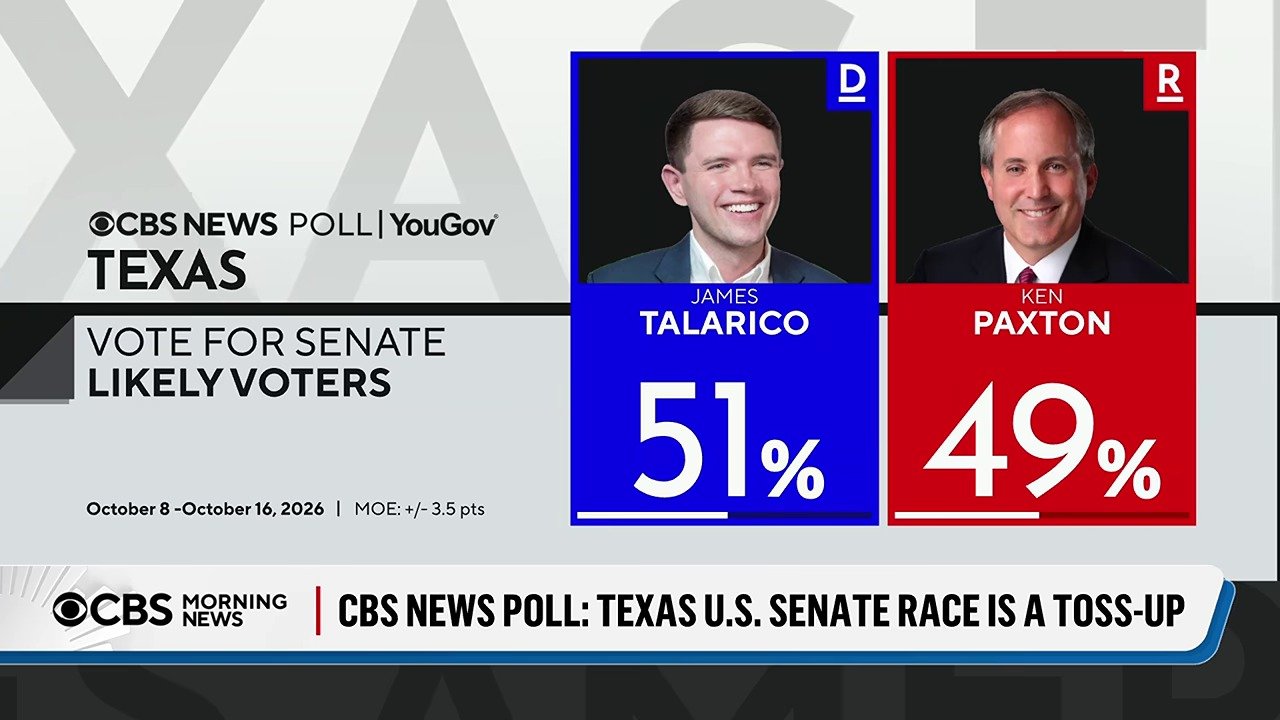 CBS NEWS POLL | YouGov
TEXAS
VOTE FOR SENATE
LIKELY VOTERS
October 8 -October 16, 2026 | MOE: +/- 3.5 pts
D
JAMES
TALARICO
51%
R
KEN
PAXTON
49%
CBS MORNING
NEWS
CBS NEWS POLL: TEXAS U.S. SENATE RACE IS A TOSS-UP